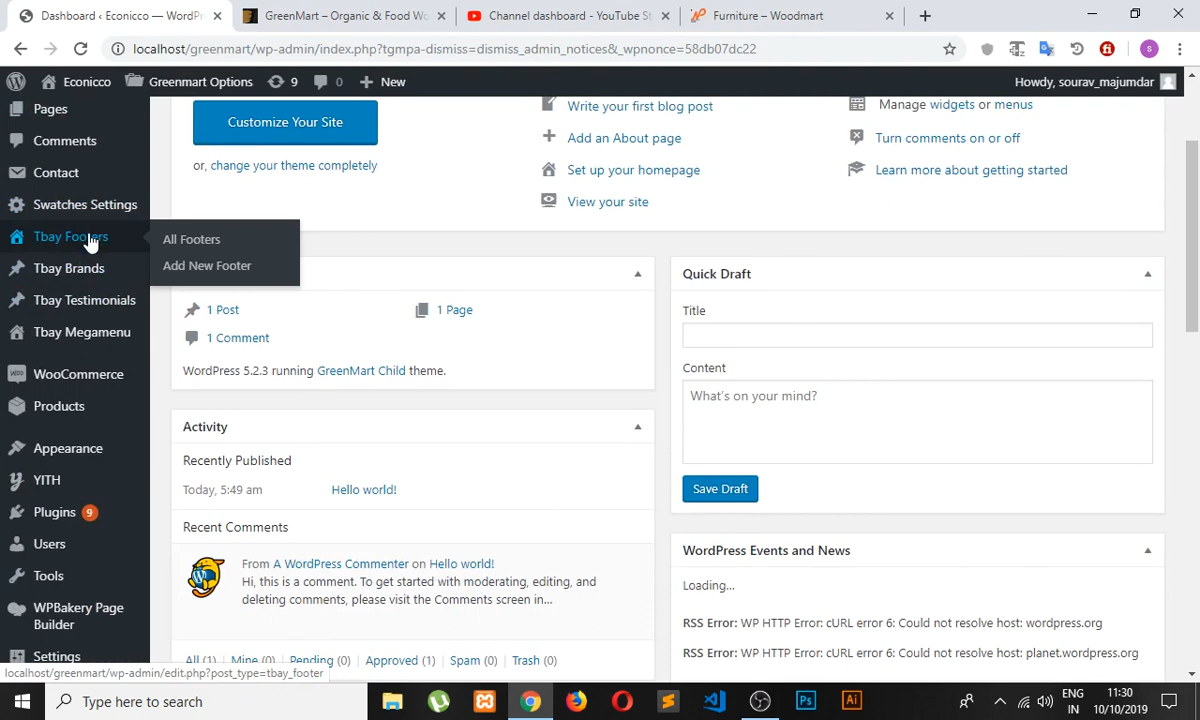 Dashboard ‹ Econicco — WordPr
GreenMart – Organic & Food Wo
Channel dashboard - YouTube St
Furniture – Woodmart
localhost/greenmart/wp-admin/index.php?tgmpa-dismiss=dismiss_admin_notices&_wpnonce=58db07dc22
Econicco
Greenmart Options
9
0
New
Howdy, sourav_majumdar
Pages
Comments
Contact
Swatches Settings
Tbay Footers
All Footers
Add New Footer
Tbay Brands
Tbay Testimonials
Tbay Megamenu
WooCommerce
Products
Appearance
YITH
Plugins 9
Users
Tools
WPBakery Page
Builder
Settings
Customize Your Site
or, change your theme completely
Write your first blog post
Add an About page
Set up your homepage
View your site
Manage widgets or menus
Turn comments on or off
Learn more about getting started
1 Post
1 Page
1 Comment
WordPress 5.2.3 running GreenMart Child theme.
Activity
Recently Published
Today, 5:49 am
Hello world!
Recent Comments
From A WordPress Commenter on Hello world!
Hi, this is a comment. To get started with moderating, editing, and
deleting comments, please visit the Comments screen in...
All (1) | Mine (0) | Pending (0) | Approved (1) | Spam (0) | Trash (0)
Quick Draft
Title
Content
What's on your mind?
Save Draft
WordPress Events and News
Loading...
RSS Error: WP HTTP Error: cURL error 6: Could not resolve host: wordpress.org
RSS Error: WP HTTP Error: cURL error 6: Could not resolve host: planet.wordpress.org
localhost/greenmart/wp-admin/edit.php?post_type=tbay_footer
Type here to search
ENG
IN
11:30
10/10/2019